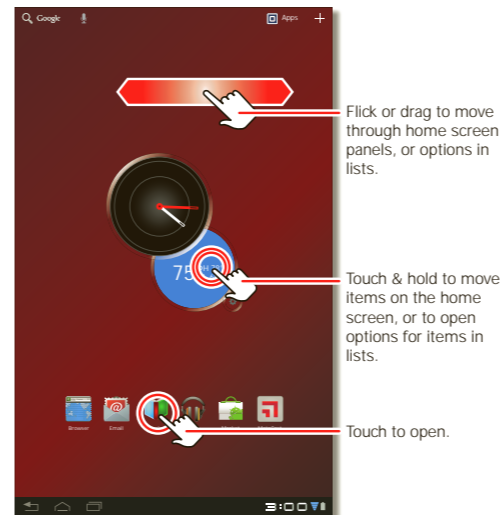 Google
Apps
Flick or drag to move
through home screen
panels, or options in
lists.
75
Touch & hold to move
items on the home
screen, or to open
options for items in
lists.
Browser
Email
Touch to open.
3:00